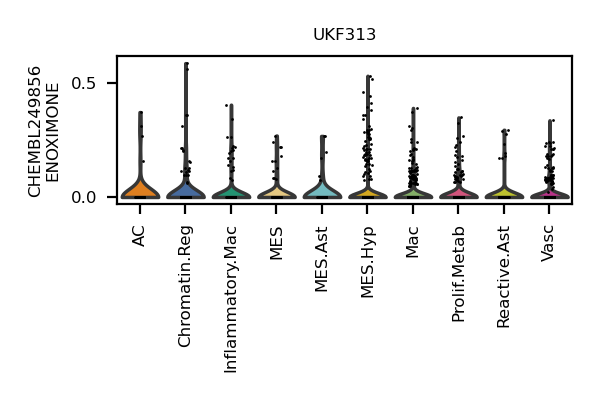 UKF313
CHEMBL249856
ENOXIMONE
0.5
0.0
AC
Chromatin.Reg
Inflammatory.Mac
MES
MES.Ast
MES.Hyp
Mac
Prolif.Metab
Reactive.Ast
Vasc